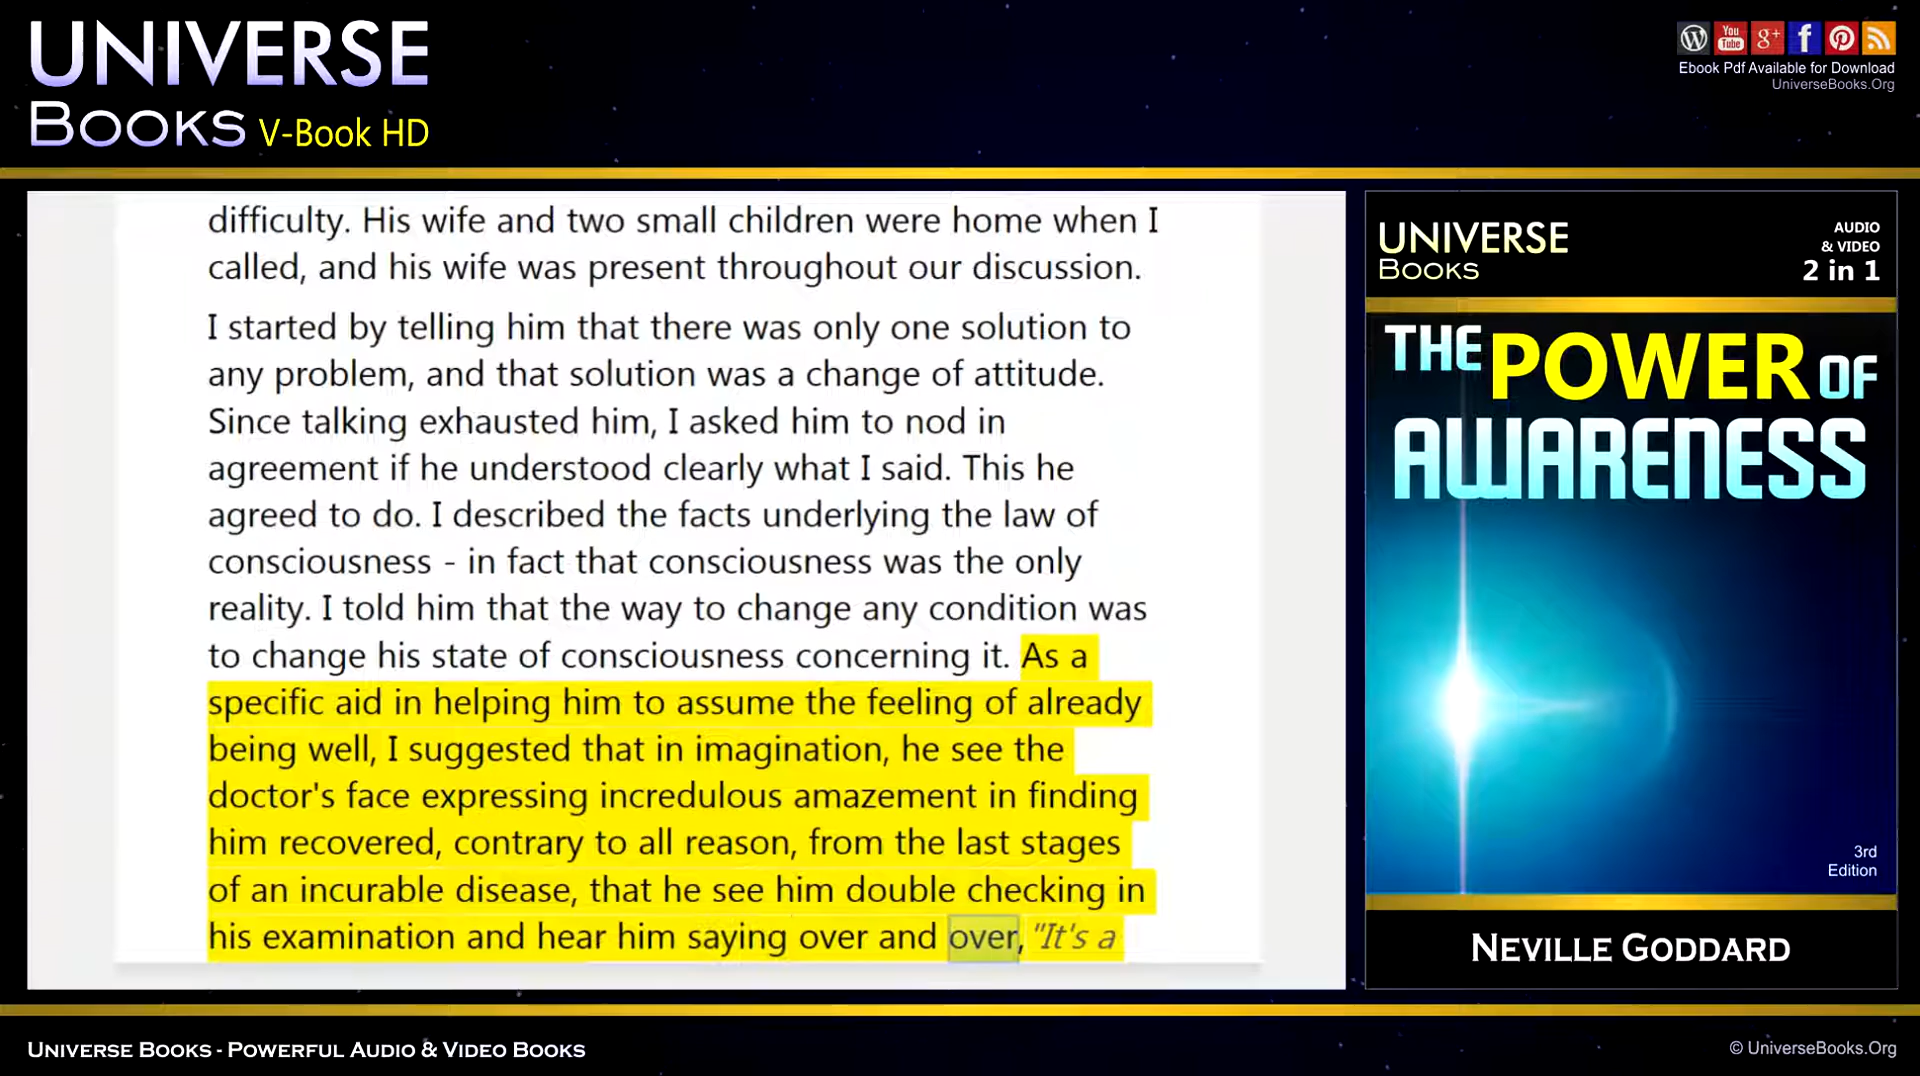 UNIVERSE
BOOKS V-Book HD
You
Tube
g+
Ebook Pdf Available for Download
UniverseBooks.Org
difficulty. His wife and two small children were home when I
called, and his wife was present throughout our discussion.
I started by telling him that there was only one solution to
any problem, and that solution was a change of attitude.
Since talking exhausted him, I asked him to nod in
agreement if he understood clearly what I said. This he
agreed to do. I described the facts underlying the law of
consciousness - in fact that consciousness was the only
reality. I told him that the way to change any condition was
to change his state of consciousness concerning it. As a
specific aid in helping him to assume the feeling of already
being well, I suggested that in imagination, he see the
doctor's face expressing incredulous amazement in finding
him recovered, contrary to all reason, from the last stages
of an incurable disease, that he see him double checking in
his examination and hear him saying over and over, "It's a
UNIVERSE
BOOKS
AUDIO
& VIDEO
2 in 1
THE POWER OF
AWARENESS
3rd
Edition
NEVILLE GODDARD
UNIVERSE BOOKS - POWERFUL AUDIO & VIDEO BOOKS
© UniverseBooks.Org